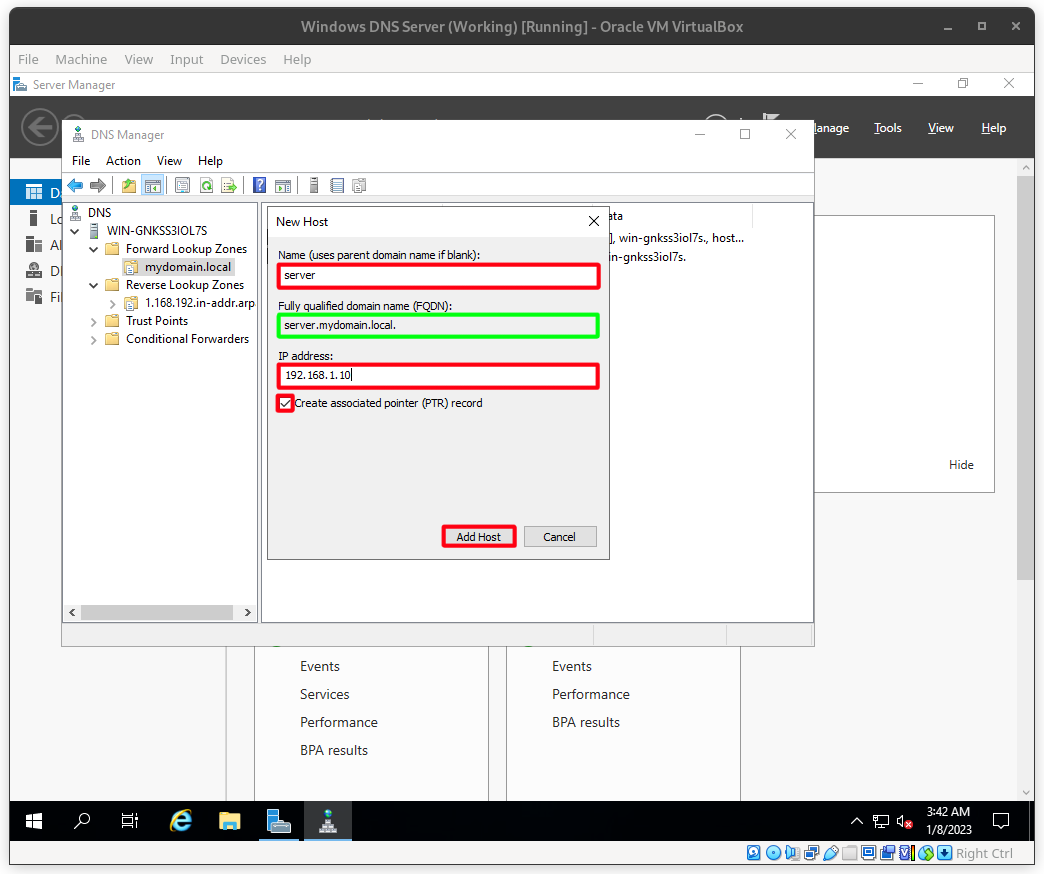 Windows DNS Server (Working) [Running] - Oracle VM VirtualBox
File Machine View Input Devices Help
Server Manager
anage Tools View Help
DNS Manager
File Action View Help
DNS
WIN-GNKSS3IOL7S
Forward Lookup Zones
mydomain.local
Reverse Lookup Zones
1.168.192.in-addr.arp
Trust Points
Conditional Forwarders
ata
], win-gnkss3iol7s., host...
in-gnkss3iol7s.
New Host
Name (uses parent domain name if blank):
server
Fully qualified domain name (FQDN):
server.mydomain.local.
IP address:
192.168.1.10
Create associated pointer (PTR) record
Add Host Cancel
Hide
Events
Services
Performance
BPA results
Events
Performance
BPA results
3:42 AM
1/8/2023
Right Ctrl